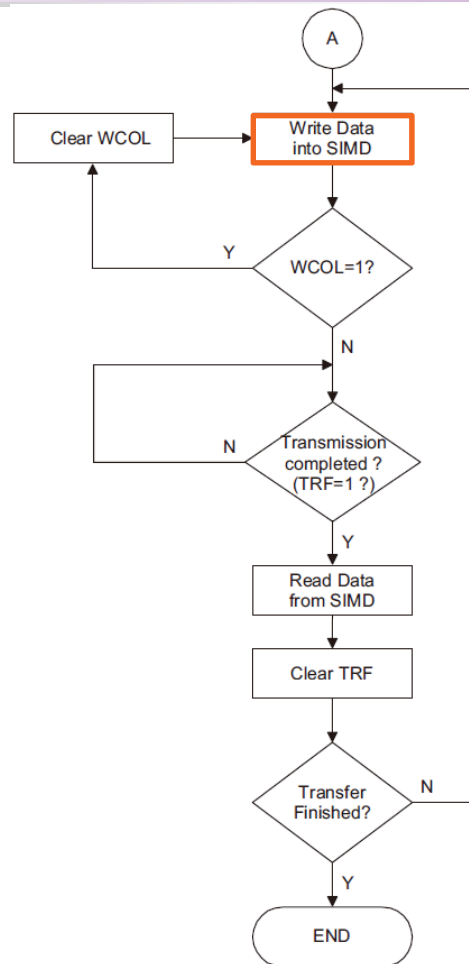 A
Clear WCOL
Write Data
into SIMD
Y
WCOL=1?
N
N
Transmission
completed ?
(TRF=1 ?)
Y
Read Data
from SIMD
Clear TRF
Transfer
Finished?
N
Y
END